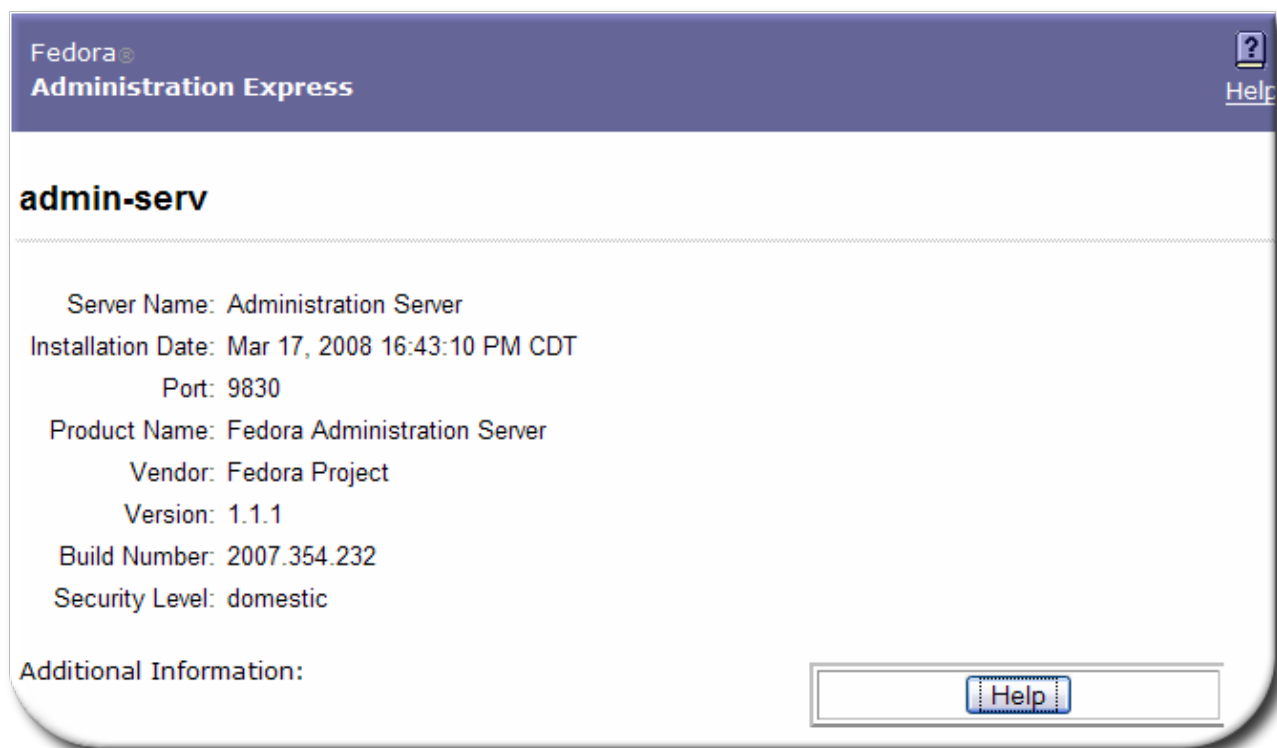 Fedora®
Administration Express
?
Help
admin-serv
Server Name: Administration Server
Installation Date: Mar 17, 2008 16:43:10 PM CDT
Port: 9830
Product Name: Fedora Administration Server
Vendor: Fedora Project
Version: 1.1.1
Build Number: 2007.354.232
Security Level: domestic
Additional Information:
Help